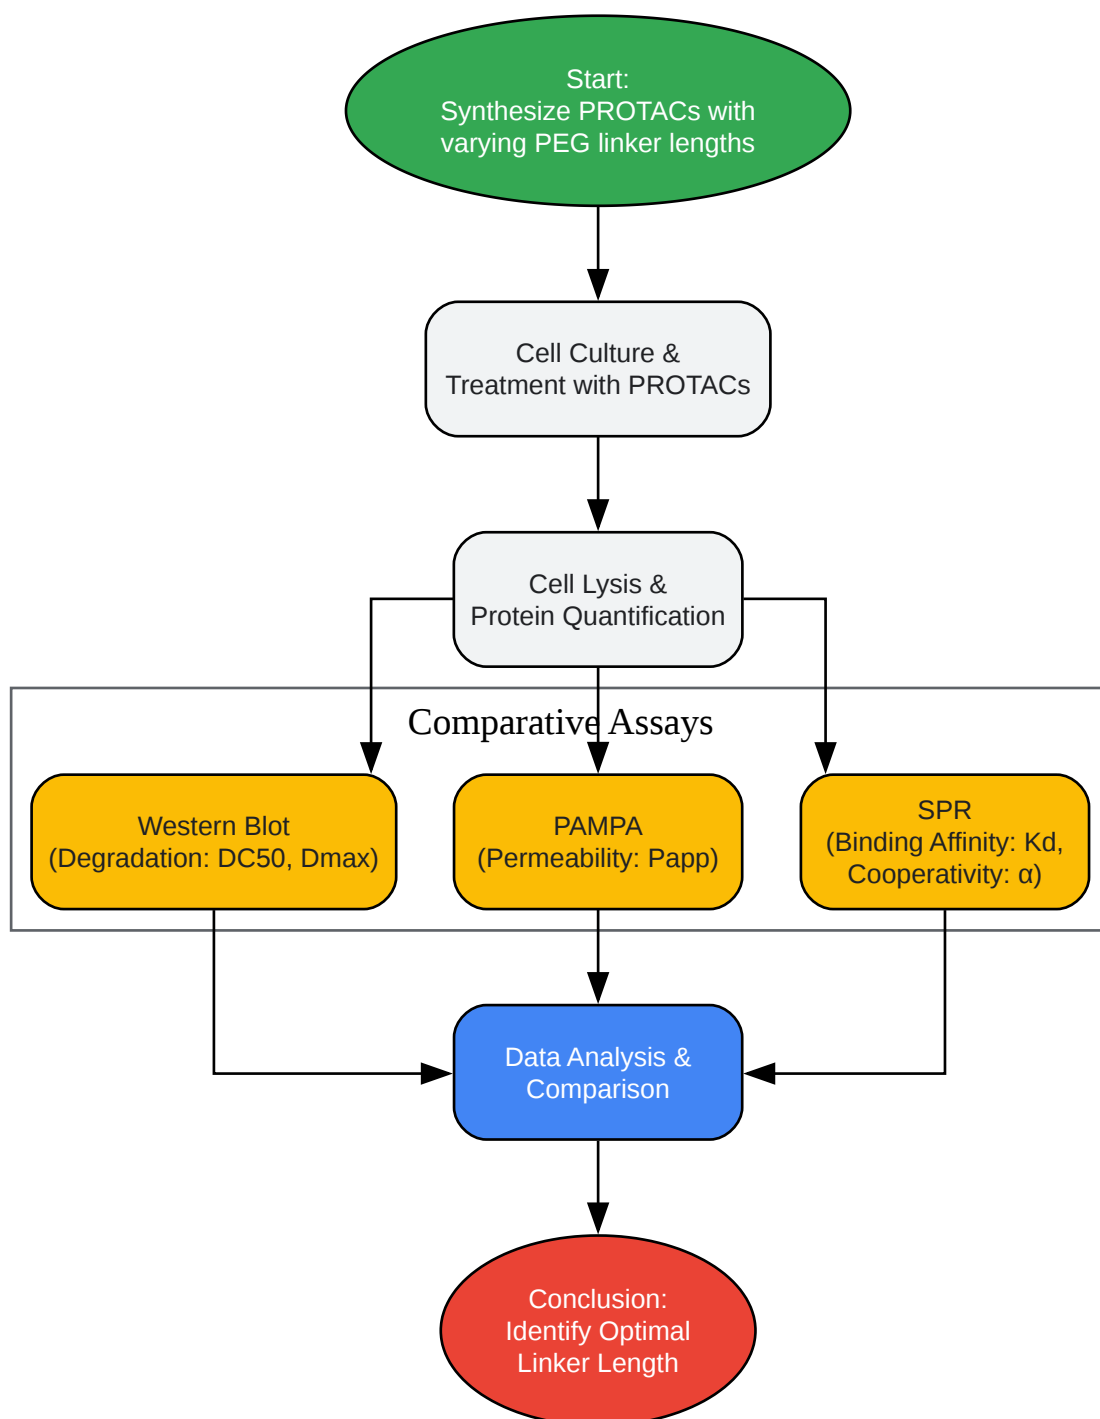 Start:
Synthesize PROTACs with
varying PEG linker lengths
Cell Culture &
Treatment with PROTACs
Cell Lysis &
Protein Quantification
Comparative Assays
Western Blot
(Degradation: DC50, Dmax)
PAMPA
(Permeability: Papp)
SPR
(Binding Affinity: Kd,
Cooperativity: α)
Data Analysis &
Comparison
Conclusion:
Identify Optimal
Linker Length